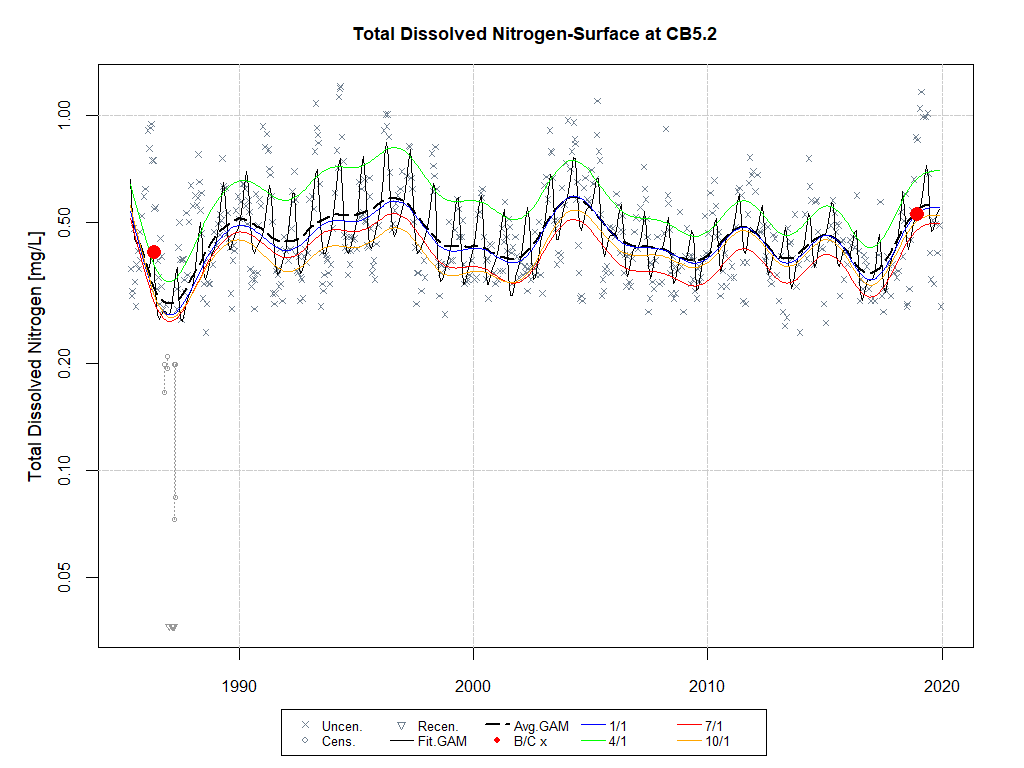 Total Dissolved Nitrogen-Surface at CB5.2
Total Dissolved Nitrogen [mg/L]
1.00
0.50
0.20
0.10
0.05
1990 2000 2010 2020
Uncen. Recen. Avg.GAM 1/1 7/1
Cens. Fit.GAM B/C x 4/1 10/1